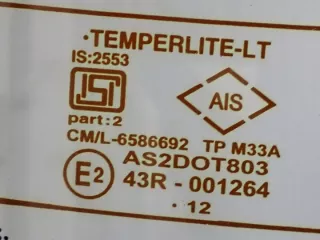 ·TEMPERLITE-LT
IS:2553
ISI
AIS
part:2
CM/L-6586692 TP M33A
E2 AS2DOT803
43R - 001264
· 12